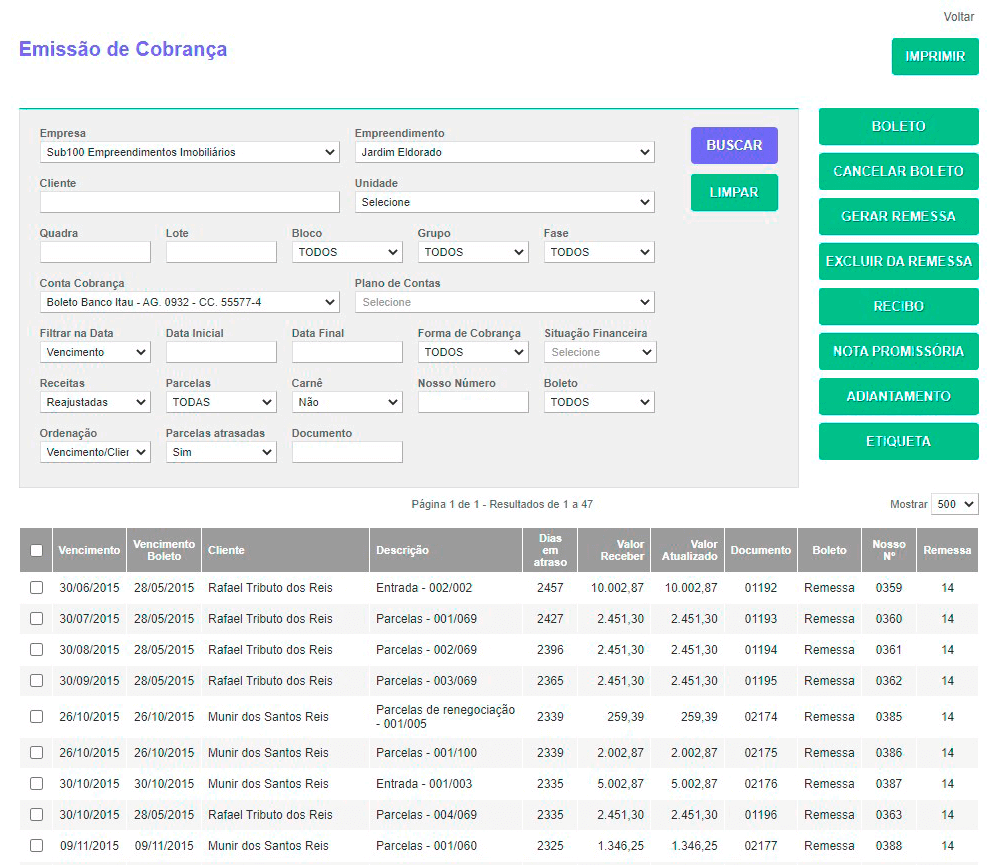 Voltar
Emissão de Cobrança
IMPRIMIR
Empresa Empreendimento
Sub100 Empreendimentos Imobiliários Jardim Eldorado
BUSCAR
Cliente Unidade
Selecione
LIMPAR
Quadra Lote Bloco Grupo Fase
TODOS TODOS TODOS
Conta Cobrança Plano de Contas
Boleto Banco Itau - AG. 0932 - CC. 55577-4 Selecione
Filtrar na Data Data Inicial Data Final Forma de Cobrança Situação Financeira
Vencimento TODOS Selecione
Receitas Parcelas Carnê Nosso Número Boleto
Reajustadas TODAS Não TODOS
Ordenação Parcelas atrasadas Documento
Vencimento/Clier Sim
BOLETO
CANCELAR BOLETO
GERAR REMESSA
EXCLUIR DA REMESSA
RECIBO
NOTA PROMISSÓRIA
ADIANTAMENTO
ETIQUETA
Página 1 de 1 - Resultados de 1 a 47
Mostrar 500
Vencimento Vencimento Boleto Cliente Descrição Dias em atraso Valor Receber Valor Atualizado Documento Boleto Nosso Nº Remessa
30/06/2015 28/05/2015 Rafael Tributo dos Reis Entrada - 002/002 2457 10.002,87 10.002,87 01192 Remessa 0359 14
30/07/2015 28/05/2015 Rafael Tributo dos Reis Parcelas - 001/069 2427 2.451,30 2.451,30 01193 Remessa 0360 14
30/08/2015 28/05/2015 Rafael Tributo dos Reis Parcelas - 002/069 2396 2.451,30 2.451,30 01194 Remessa 0361 14
30/09/2015 28/05/2015 Rafael Tributo dos Reis Parcelas - 003/069 2365 2.451,30 2.451,30 01195 Remessa 0362 14
26/10/2015 26/10/2015 Munir dos Santos Reis Parcelas de renegociação - 001/005 2339 259,39 259,39 02174 Remessa 0385 14
26/10/2015 26/10/2015 Munir dos Santos Reis Parcelas - 001/100 2339 2.002,87 2.002,87 02175 Remessa 0386 14
30/10/2015 30/10/2015 Munir dos Santos Reis Entrada - 001/003 2335 5.002,87 5.002,87 02176 Remessa 0387 14
30/10/2015 28/05/2015 Rafael Tributo dos Reis Parcelas - 004/069 2335 2.451,30 2.451,30 01196 Remessa 0363 14
09/11/2015 09/11/2015 Munir dos Santos Reis Parcelas - 001/060 2325 1.346,25 1.346,25 02177 Remessa 0388 14